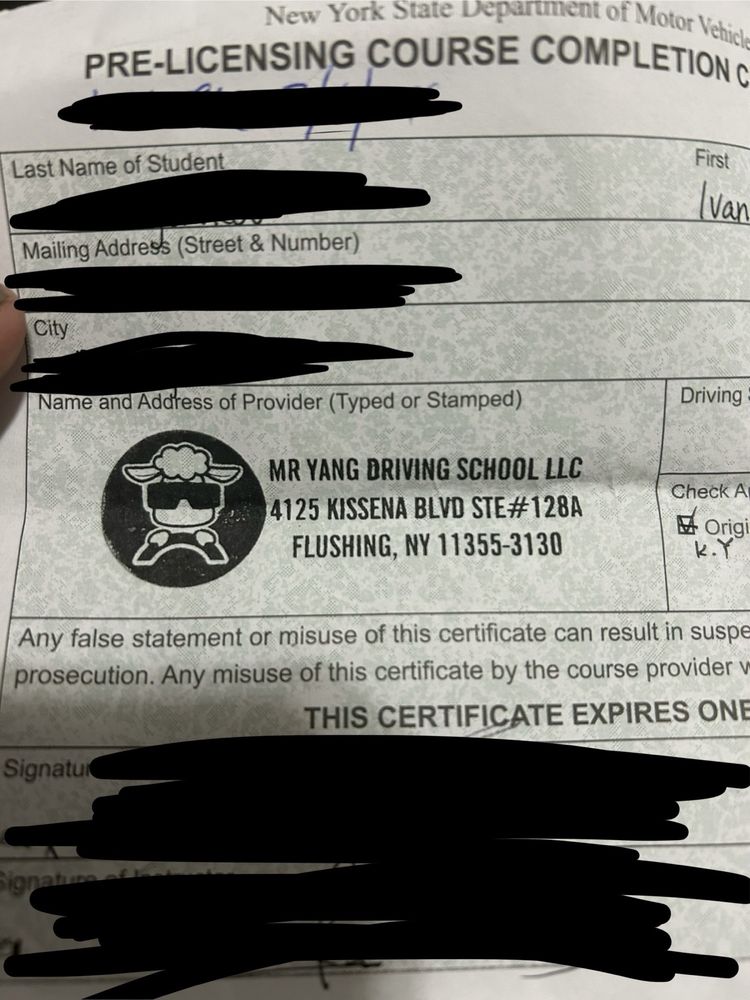 New York State Department of Motor Vehicle
PRE-LICENSING COURSE COMPLETION C
Last Name of Student
First
Ivan
Mailing Address (Street & Number)
City
Name and Address of Provider (Typed or Stamped)
Driving
MR YANG DRIVING SCHOOL LLC
4125 KISSENA BLVD STE#128A
FLUSHING, NY 11355-3130
Check A
Origi
K.Y
Any false statement or misuse of this certificate can result in suspe
prosecution. Any misuse of this certificate by the course provider w
THIS CERTIFICATE EXPIRES ONE
Signatu
Signature of Instructor